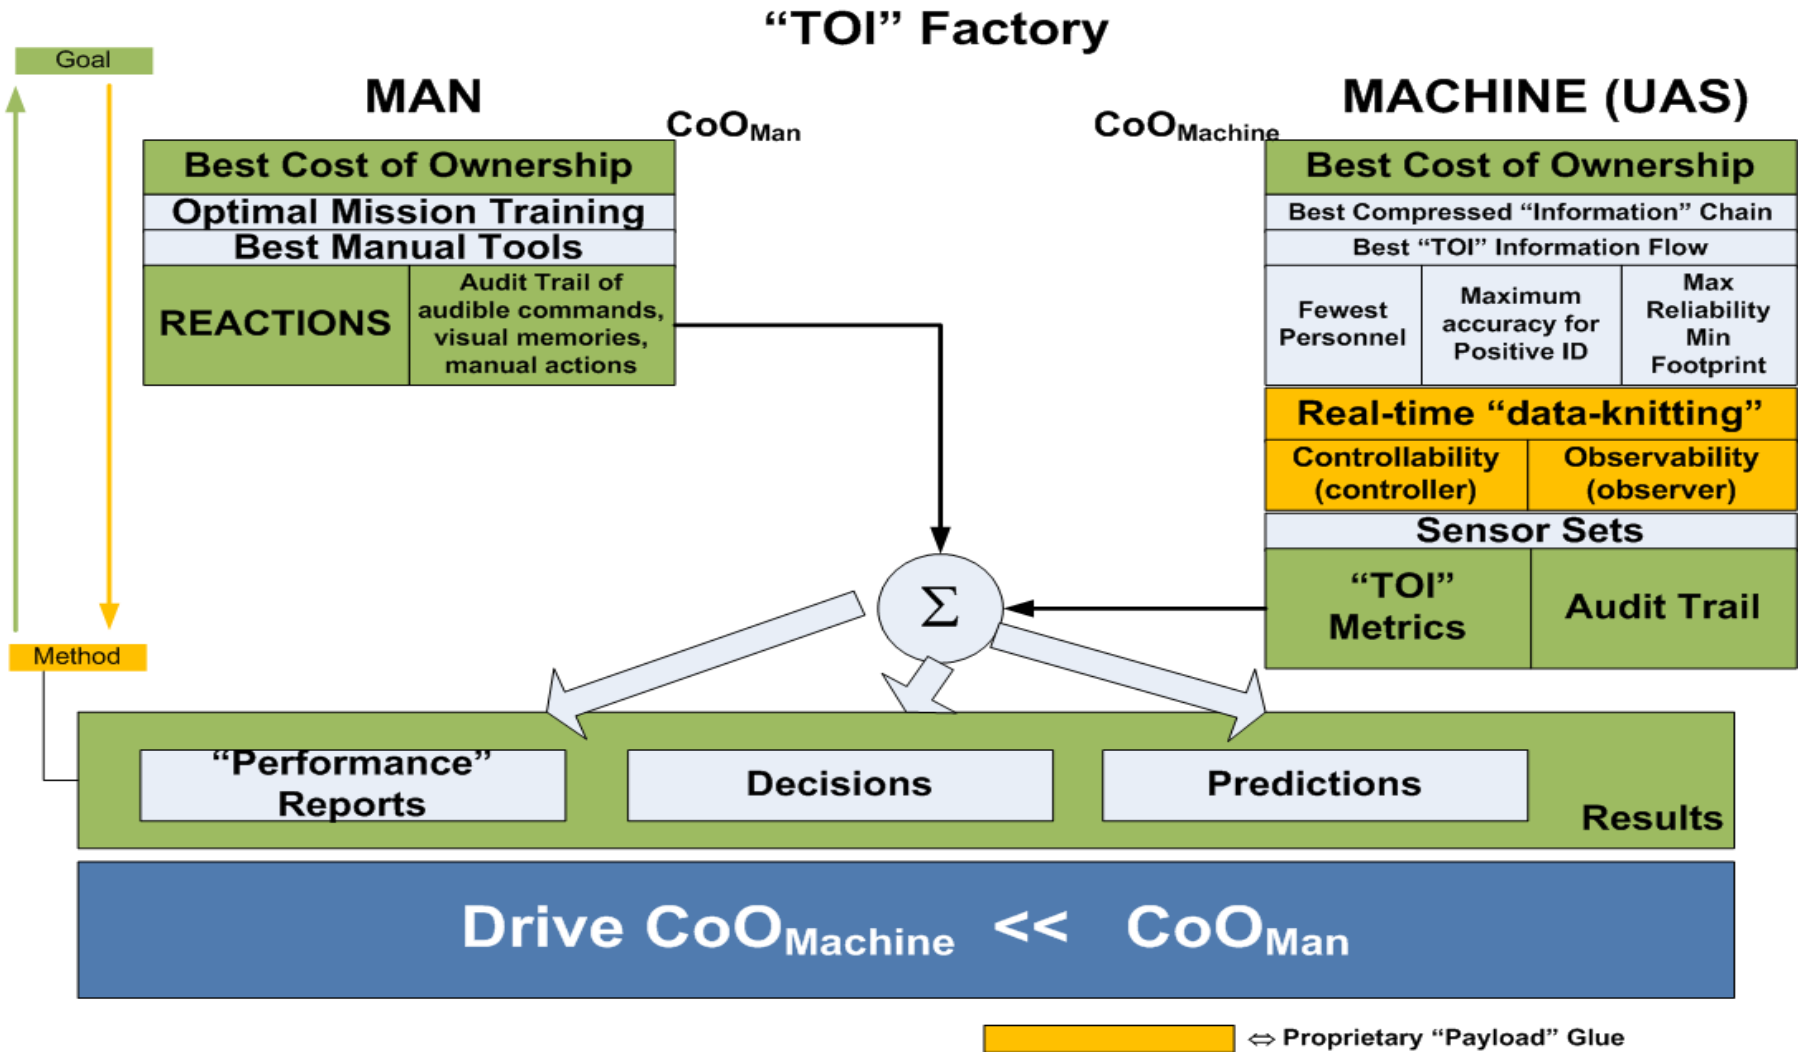 “TOI” Factory
Goal
MAN
MACHINE (UAS)
CoOMan
CoOMachine
Best Cost of Ownership
Optimal Mission Training
Best Manual Tools
REACTIONS
Audit Trail of
audible commands,
visual memories,
manual actions
Best Cost of Ownership
Best Compressed “Information” Chain
Best “TOI” Information Flow
Fewest
Personnel
Maximum
accuracy for
Positive ID
Max
Reliability
Min
Footprint
Real-time “data-knitting”
Controllability
(controller)
Observability
(observer)
Sensor Sets
“TOI”
Metrics
Audit Trail
Σ
Method
“Performance”
Reports
Decisions
Predictions
Results
Drive CoOMachine << CoOMan
⇔ Proprietary “Payload” Glue